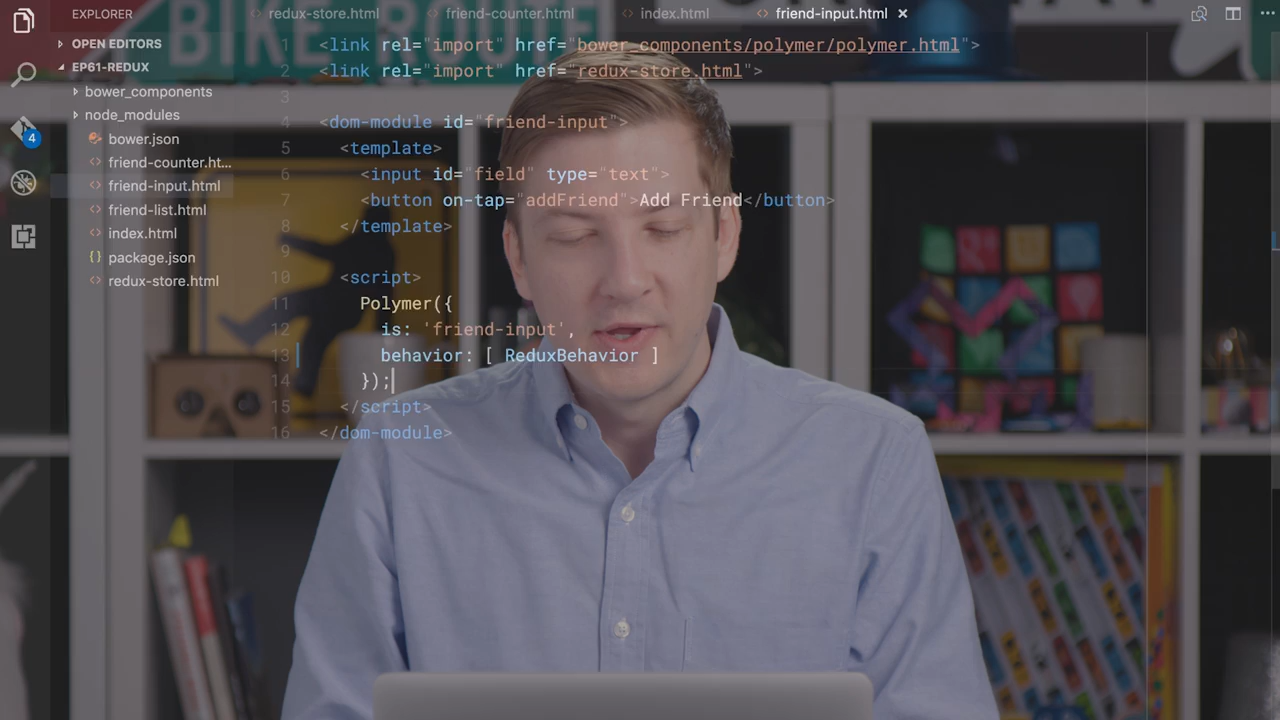 EXPLORER
OPEN EDITORS
EP61-REDUX
bower_components
node_modules
bower.json
friend-counter.ht...
friend-input.html
friend-list.html
index.html
package.json
redux-store.html
4
redux-store.html friend-counter.html index.html friend-input.html
1 <link rel="import" href="bower_components/polymer/polymer.html">
2 <link rel="import" href="redux-store.html">
3
4 <dom-module id="friend-input">
5 <template>
6 <input id="field" type="text">
7 <button on-tap="addFriend">Add Friend</button>
8 </template>
9
10 <script>
11 Polymer({
12 is: 'friend-input',
13 behavior: [ ReduxBehavior ]
14 });
15 </script>
16 </dom-module>
BIKE ROUTE